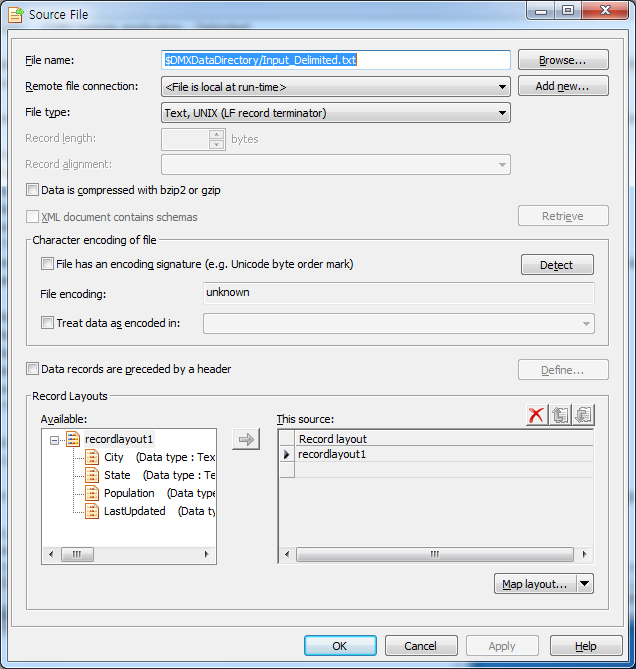 Source File
File name: $DMXDataDirectory/Input_Delimited.txt Browse...
Remote file connection: <File is local at run-time> Add new...
File type: Text, UNIX (LF record terminator)
Record length: bytes
Record alignment:
Data is compressed with bzip2 or gzip
XML document contains schemas Retrieve
Character encoding of file
File has an encoding signature (e.g. Unicode byte order mark) Detect
File encoding: unknown
Treat data as encoded in:
Data records are preceded by a header Define...
Record Layouts
Available: This source:
recordlayout1 Record layout
City (Data type : Tex recordlayout1
State (Data type : Te
Population (Data type
LastUpdated (Data ty
Map layout...
OK Cancel Apply Help